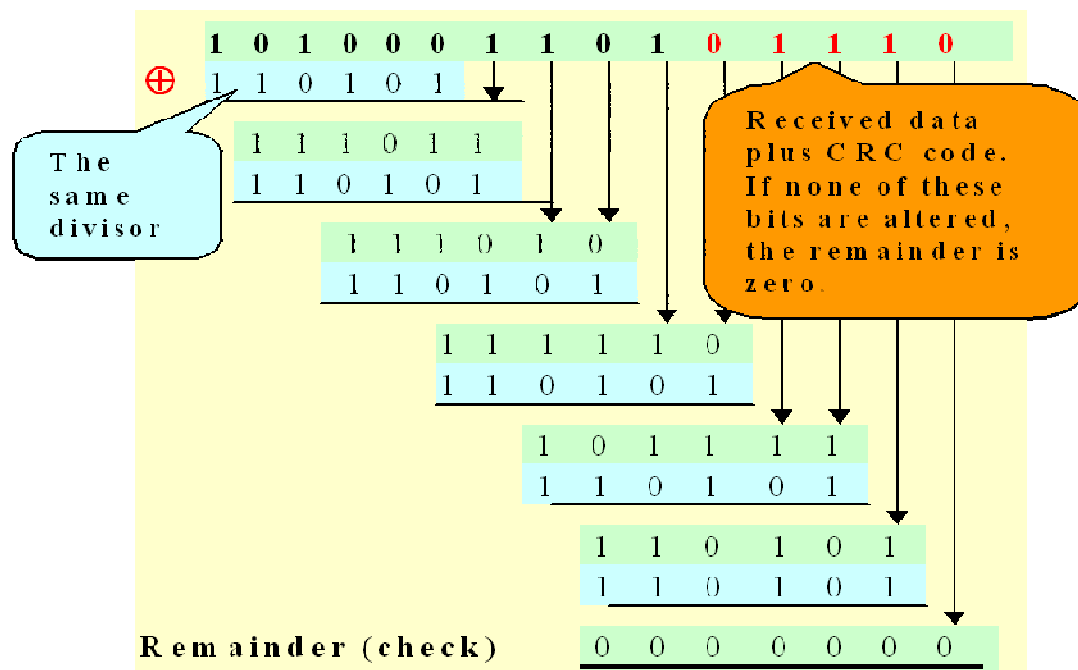 1 0 1 0 0 0 1 1 0 1 0 1 1 1 0
⊕ 1 1 0 1 0 1
The
same
divisor
1 1 1 0 1 1
1 1 0 1 0 1
1 1 1 0 1 0
1 1 0 1 0 1
1 1 1 1 1 0
1 1 0 1 0 1
1 0 1 1 1 1
1 1 0 1 0 1
1 1 0 1 0 1
1 1 0 1 0 1
Remainder (check) 0 0 0 0 0 0 0
Received data
plus CRC code.
If none of these
bits are altered,
the remainder is
zero.